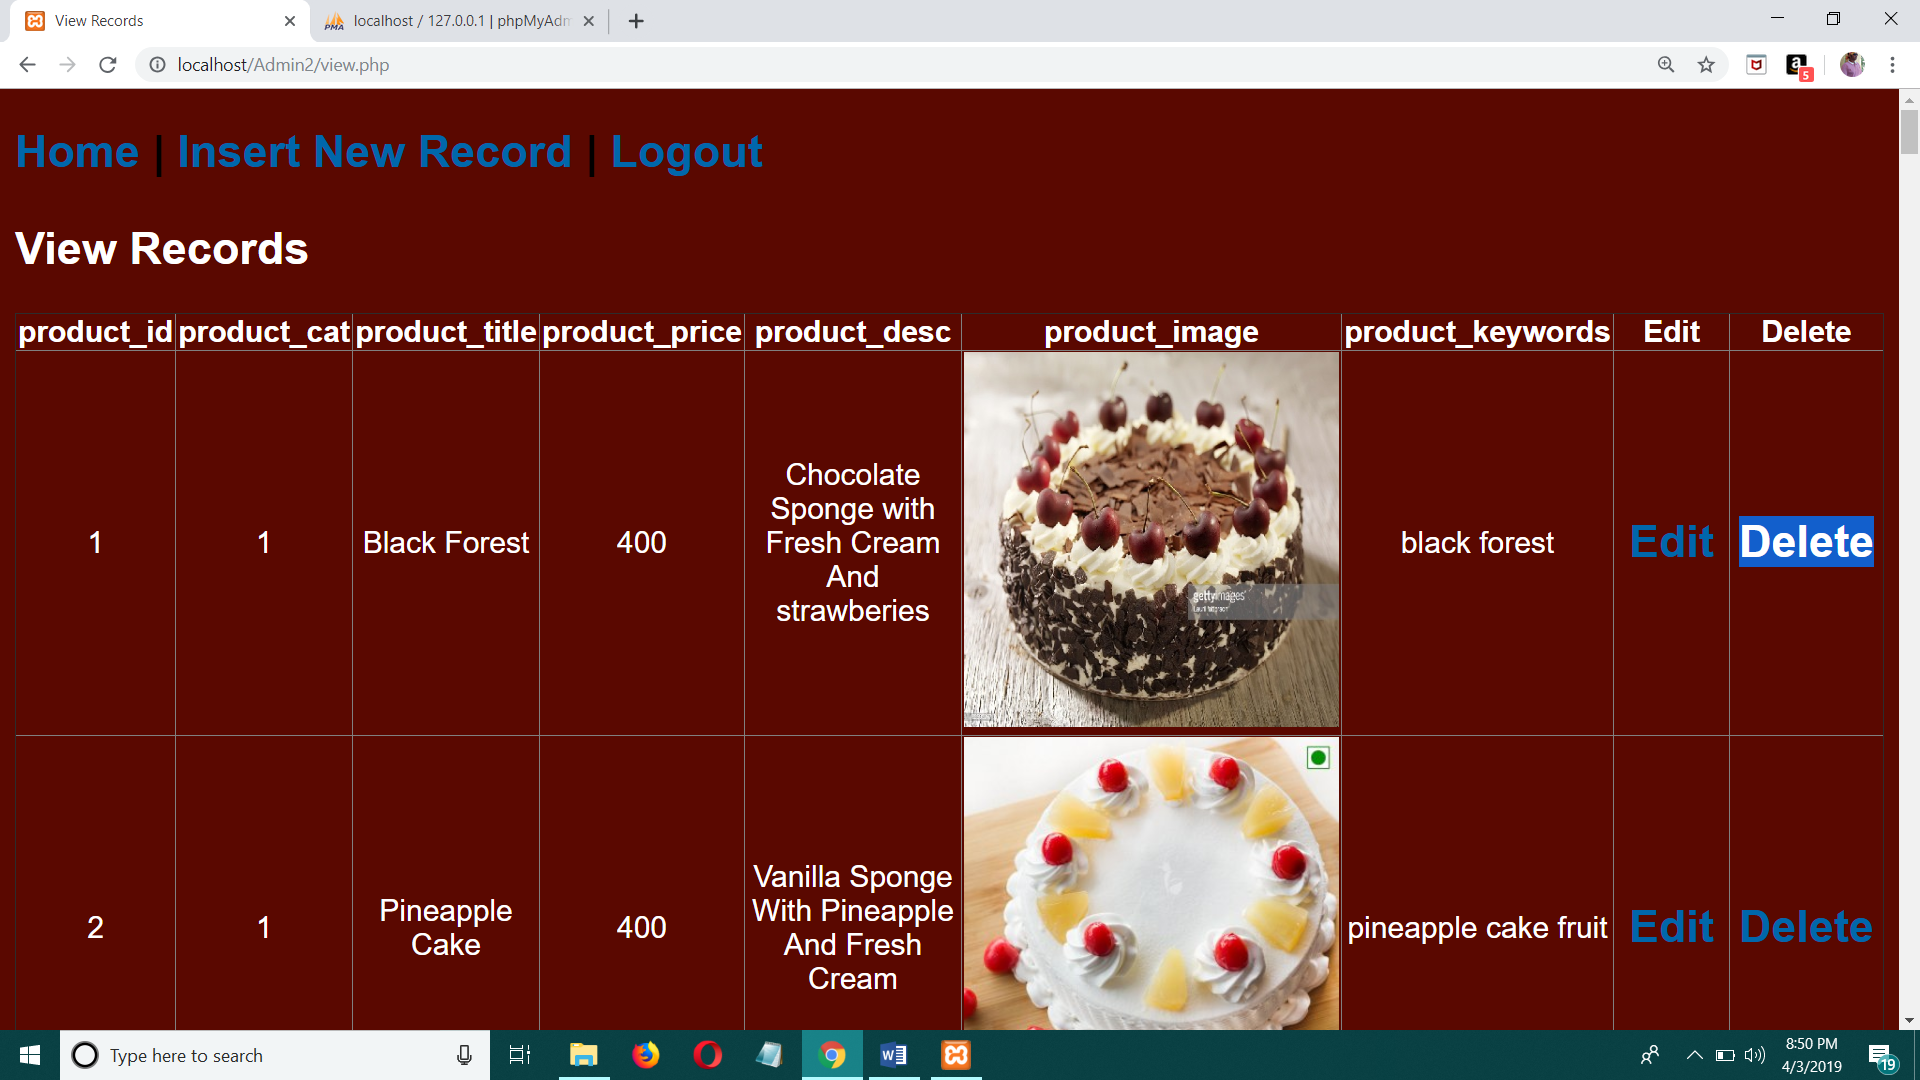 View Records
localhost / 127.0.0.1 | phpMyAdm
localhost/Admin2/view.php
5
Home | Insert New Record | Logout
View Records
product_id product_cat product_title product_price product_desc product_image product_keywords Edit Delete
1 1 Black Forest 400
Chocolate
Sponge with
Fresh Cream
And
strawberies
gettyimages
black forest Edit Delete
2 1
Pineapple
Cake
400
Vanilla Sponge
With Pineapple
And Fresh
Cream
pineapple cake fruit Edit Delete
Type here to search
8:50 PM
4/3/2019
19